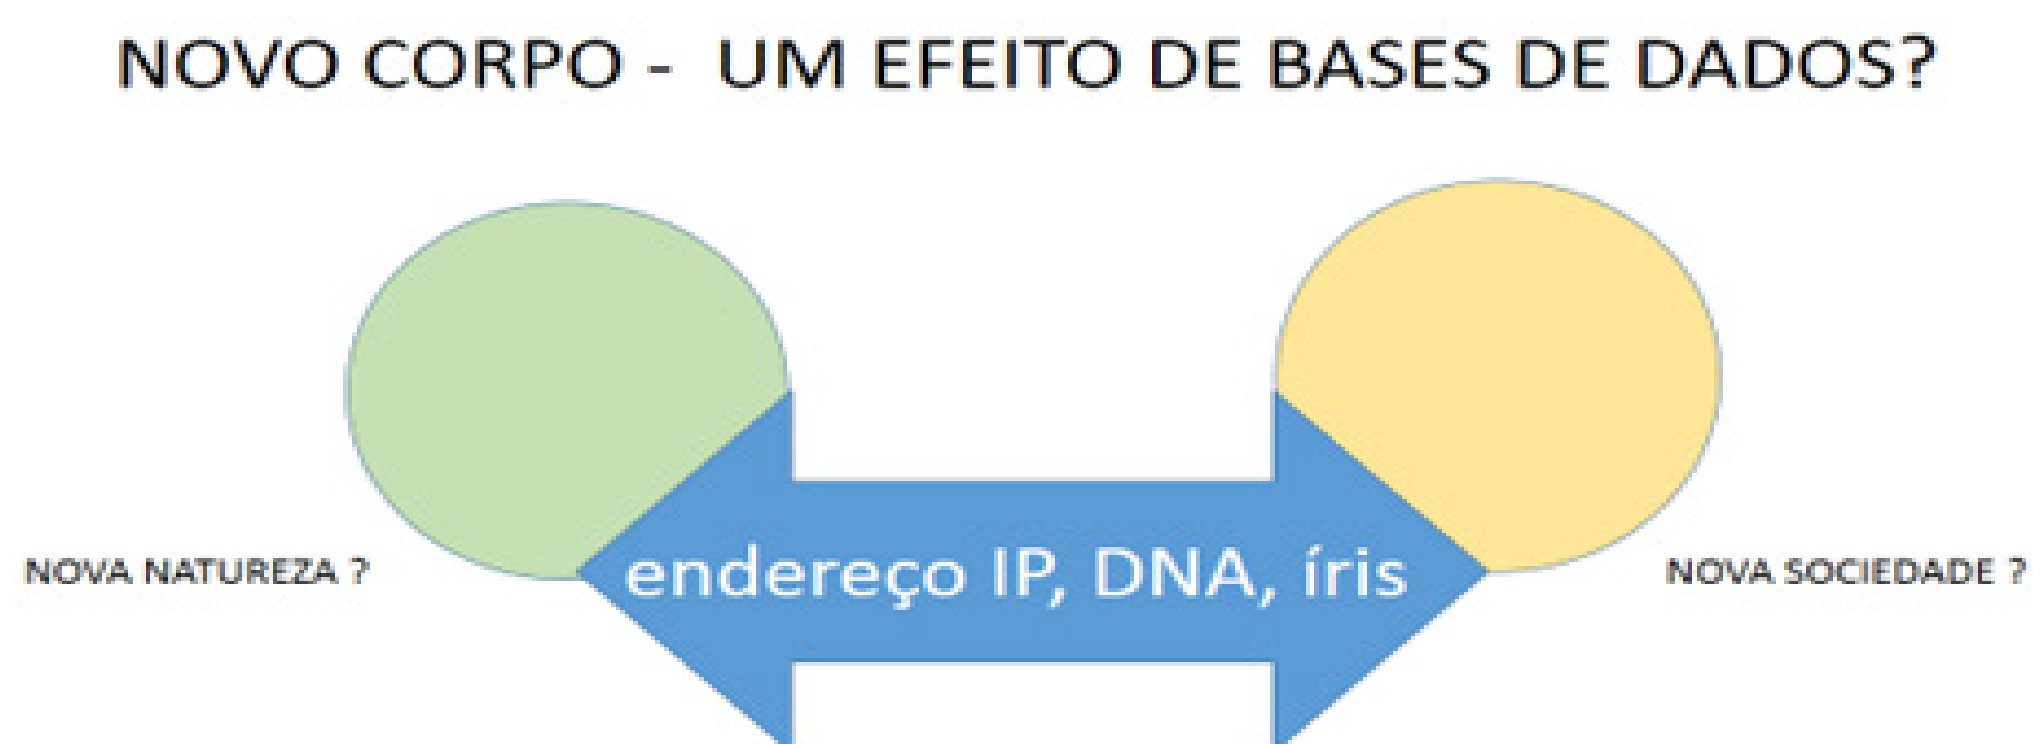 NOVO CORPO - UM EFEITO DE BASES DE DADOS?
NOVA NATUREZA ?
endereço IP, DNA, íris
NOVA SOCIEDADE ?